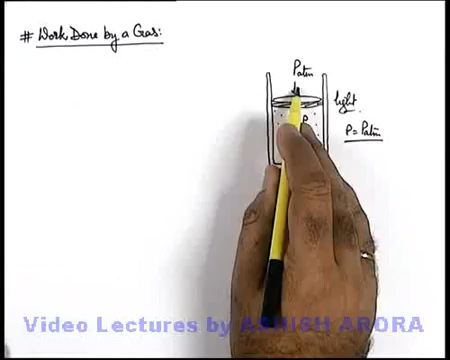 # Work Done by a Gas:
Patm
light.
P
P = Patm
Video Lectures by ASHISH ARORA